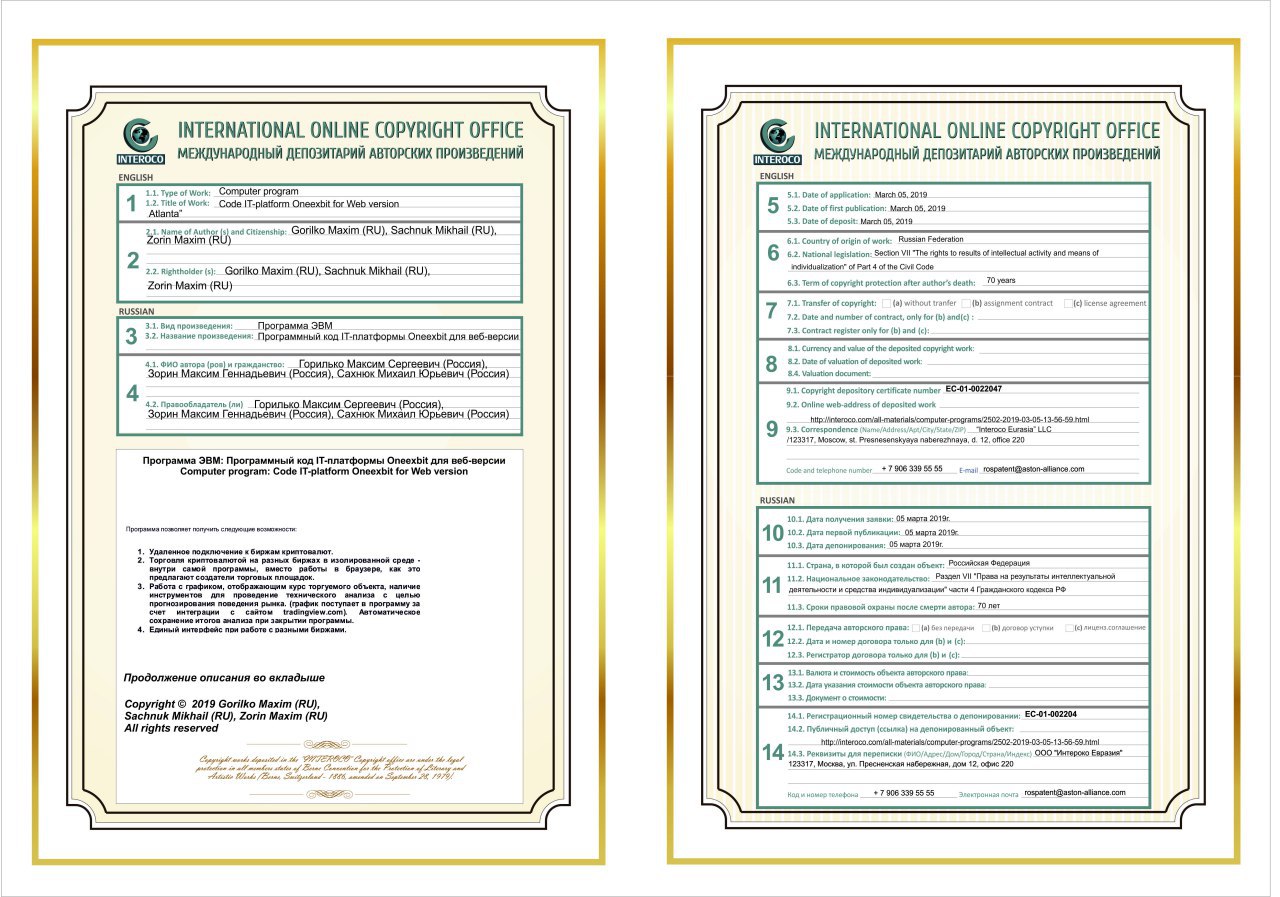 INTEROCO
INTERNATIONAL ONLINE COPYRIGHT OFFICE
МЕЖДУНАРОДНЫЙ ДЕПОЗИТАРИЙ АВТОРСКИХ ПРОИЗВЕДЕНИЙ
ENGLISH
1
1.1. Type of Work: Computer program
1.2. Title of Work: Code IT-platform Oneexbit for Web version
Atlanta"
2
2.1. Name of Author (s) and Citizenship: Gorilko Maxim (RU), Sachnuk Mikhail (RU),
Zorin Maxim (RU)
2.2. Rightholder (s): Gorilko Maxim (RU), Sachnuk Mikhail (RU),
Zorin Maxim (RU)
RUSSIAN
3
3.1. Вид произведения: Программа ЭВМ
3.2. Название произведения: Программный код IT-платформы Oneexbit для веб-версии
4
4.1. ФИО автора (ров) и гражданство: Горилько Максим Сергеевич (Россия),
Зорин Максим Геннадьевич (Россия), Сахнюк Михаил Юрьевич (Россия)
4.2. Правообладатель (ли) Горилько Максим Сергеевич (Россия),
Зорин Максим Геннадьевич (Россия), Сахнюк Михаил Юрьевич (Россия)
Программа ЭВМ: Программный код IT-платформы Oneexbit для веб-версии
Computer program: Code IT-platform Oneexbit for Web version
Программа позволяет получить следующие возможности:
1. Удаленное подключение к биржам криптовалют.
2. Торговля криптовалютой на разных биржах в изолированной среде -
внутри самой программы, вместо работы в браузере, как это
предлагают создатели торговых площадок.
3. Работа с графиком, отображающим курс торгуемого объекта, наличие
инструментов для проведение технического анализа с целью
прогнозирования поведения рынка. (график поступает в программу за
счет интеграции с сайтом tradingview.com). Автоматическое
сохранение итогов анализа при закрытии программы.
4. Единый интерфейс при работе с разными биржами.
Продолжение описания во вкладыше
Copyright © 2019 Gorilko Maxim (RU),
Sachnuk Mikhail (RU), Zorin Maxim (RU)
All rights reserved
Copyright works deposited in the "INTEROCO" Copyright office are under the legal
protection in all members states of Berne Convention for the Protection of Literary and
Artistic Works (Berne, Switzerland - 1886, amended on September 28, 1979).
INTEROCO
INTERNATIONAL ONLINE COPYRIGHT OFFICE
МЕЖДУНАРОДНЫЙ ДЕПОЗИТАРИЙ АВТОРСКИХ ПРОИЗВЕДЕНИЙ
ENGLISH
5
5.1. Date of application: March 05, 2019
5.2. Date of first publication: March 05, 2019
5.3. Date of deposit: March 05, 2019
6
6.1. Country of origin of work: Russian Federation
6.2. National legislation: Section VII "The rights to results of intellectual activity and means of
individualization" of Part 4 of the Civil Code
6.3. Term of copyright protection after author's death: 70 years
7
7.1. Transfer of copyright: (a) without tranfer (b) assignment contract (c) license agreement
7.2. Date and number of contract, only for (b) and(c) :
7.3. Contract register only for (b) and (c):
8
8.1. Currency and value of the deposited copyright work:
8.2. Date of valuation of deposited work:
8.4. Valuation document:
9
9.1. Copyright depository certificate number EC-01-0022047
9.2. Online web-address of deposited work
http://interoco.com/all-materials/computer-programs/2502-2019-03-05-13-56-59.html
9.3. Correspondence (Name/Address/Apt/City/State/ZIP) "Interoco Eurasia" LLC
/123317, Moscow, st. Presnesenskyaya naberezhnaya, d. 12, office 220
Code and telephone number + 7 906 339 55 55 E-mail rospatent@aston-alliance.com
RUSSIAN
10
10.1. Дата получения заявки: 05 марта 2019г.
10.2. Дата первой публикации: 05 марта 2019г.
10.3. Дата депонирования: 05 марта 2019г.
11
11.1. Страна, в которой был создан объект: Российская Федерация
11.2. Национальное законодательство: Раздел VII "Права на результаты интеллектуальной
деятельности и средства индивидуализации" части 4 Гражданского кодекса РФ
11.3. Сроки правовой охраны после смерти автора: 70 лет
12
12.1. Передача авторского права: (a) без передачи (b) договор уступки (c) лиценз.соглашение
12.2. Дата и номер договора только для (b) и (c):
12.3. Регистратор договора только для (b) и (c):
13
13.1. Валюта и стоимость объекта авторского права:
13.2. Дата указания стоимости объекта авторского права:
13.3. Документ о стоимости:
14
14.1. Регистрационный номер свидетельства о депонировании: EC-01-002204
14.2. Публичный доступ (ссылка) на депонированный объект:
http://interoco.com/all-materials/computer-programs/2502-2019-03-05-13-56-59.html
14.3. Реквизиты для переписки (ФИО/Адрес/Дом/Город/Страна/Индекс) ООО "Интероко Евразия"
123317, Москва, ул. Пресненская набережная, дом 12, офис 220
Код и номер телефона + 7 906 339 55 55 Электронная почта rospatent@aston-alliance.com